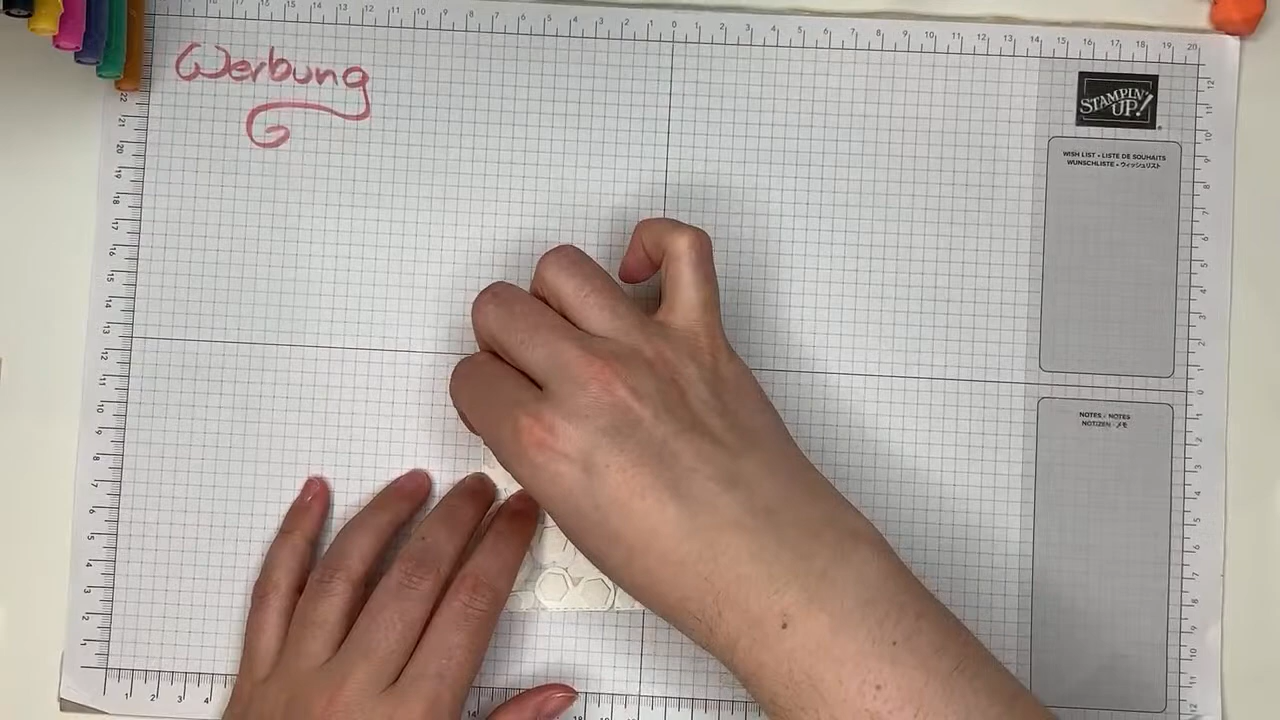 Werbung
STAMPIN' UP!
WISH LIST • LISTE DE SOUHAITS
WUNSCHLISTE • ウィッシュリスト
NOTES • NOTES
NOTIZEN • メモ